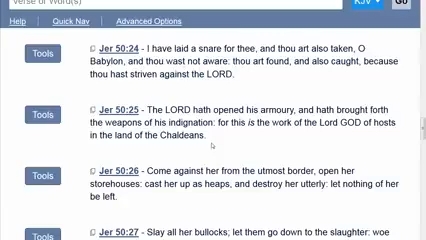 Verse or Word(s)
KJV
Go
Help | Quick Nav | Advanced Options
Tools
Jer 50:24 - I have laid a snare for thee, and thou art also taken, O
Babylon, and thou wast not aware: thou art found, and also caught, because
thou hast striven against the LORD.
Tools
Jer 50:25 - The LORD hath opened his armoury, and hath brought forth
the weapons of his indignation: for this is the work of the Lord GOD of hosts
in the land of the Chaldeans.
Tools
Jer 50:26 - Come against her from the utmost border, open her
storehouses: cast her up as heaps, and destroy her utterly: let nothing of her
be left.
Tools
Jer 50:27 - Slay all her bullocks; let them go down to the slaughter: woe